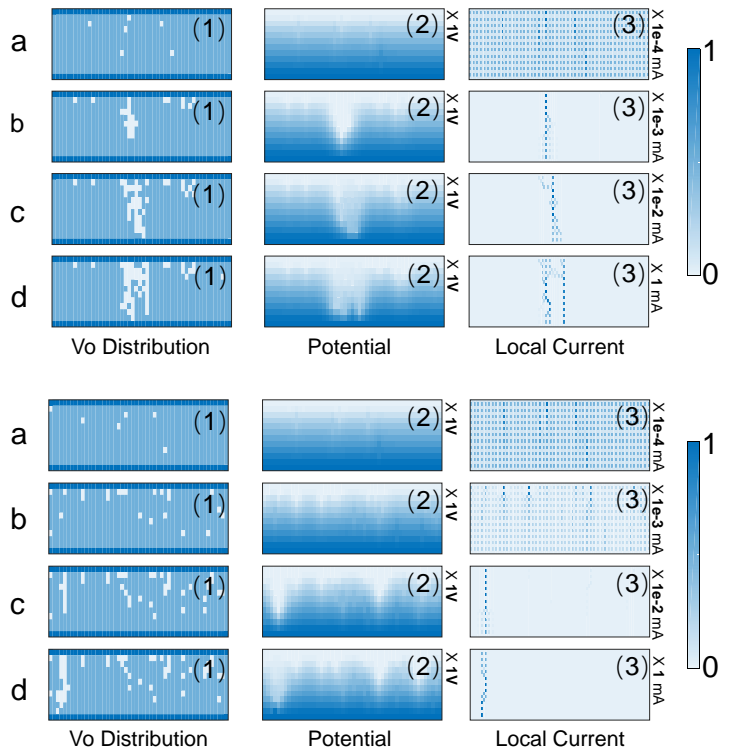 a (1) (2) X 1V (3) X 1e-4 mA
b (1) (2) X 1V (3) X 1e-3 mA
c (1) (2) X 1V (3) X 1e-2 mA
d (1) (2) X 1V (3) X 1 mA
1
0
Vo Distribution Potential Local Current
a (1) (2) X 1V (3) X 1e-4 mA
b (1) (2) X 1V (3) X 1e-3 mA
c (1) (2) X 1V (3) X 1e-2 mA
d (1) (2) X 1V (3) X 1 mA
1
0
Vo Distribution Potential Local Current